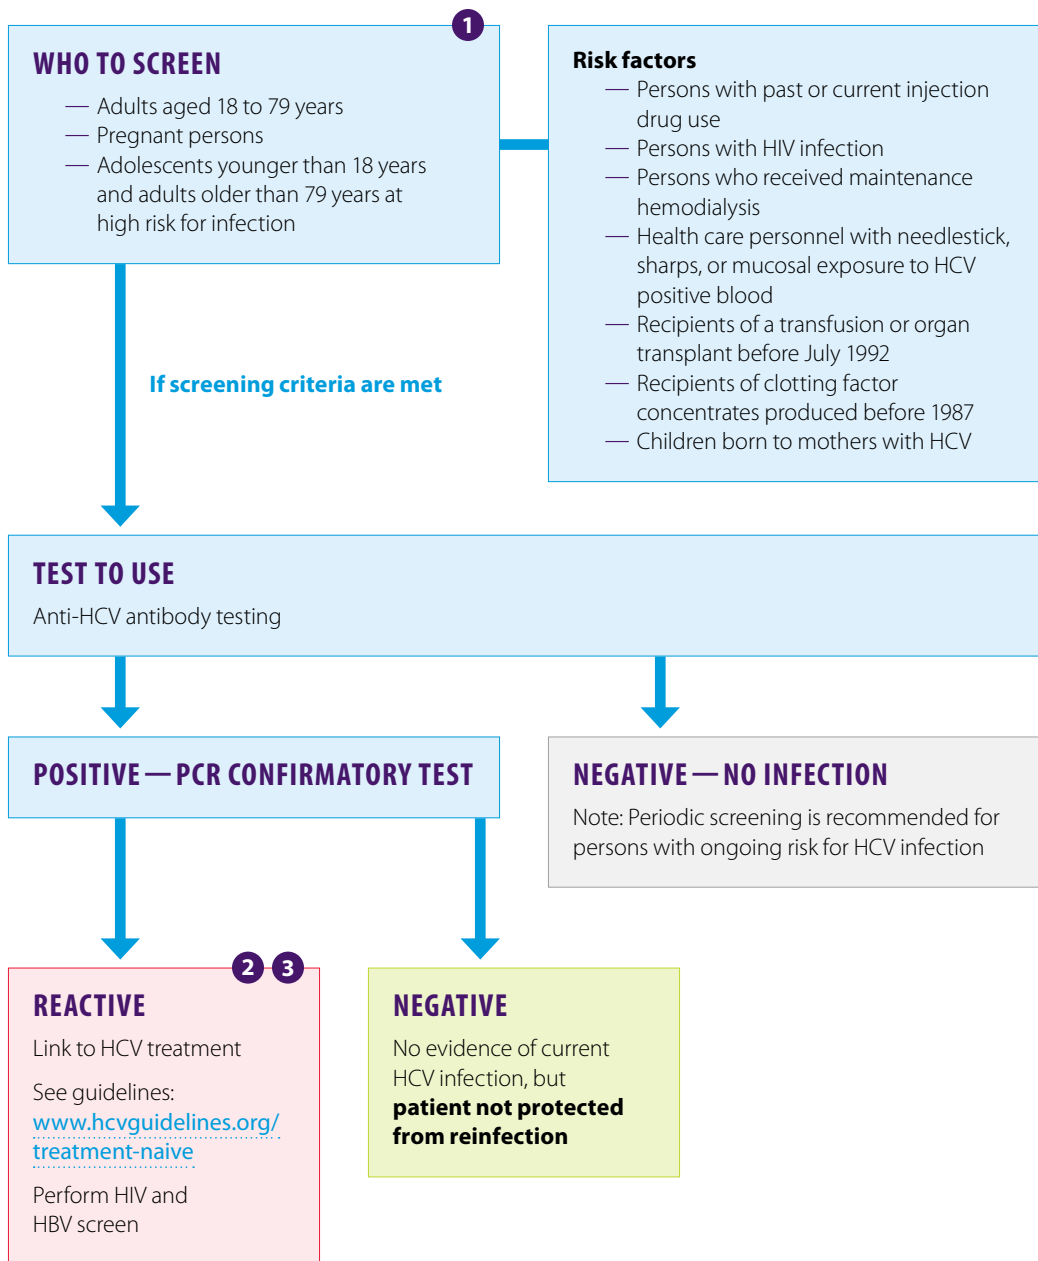 1
WHO TO SCREEN
— Adults aged 18 to 79 years
— Pregnant persons
— Adolescents younger than 18 years
and adults older than 79 years at
high risk for infection
Risk factors
— Persons with past or current injection
drug use
— Persons with HIV infection
— Persons who received maintenance
hemodialysis
— Health care personnel with needlestick,
sharps, or mucosal exposure to HCV
positive blood
— Recipients of a transfusion or organ
transplant before July 1992
— Recipients of clotting factor
concentrates produced before 1987
— Children born to mothers with HCV
If screening criteria are met
TEST TO USE
Anti-HCV antibody testing
POSITIVE — PCR CONFIRMATORY TEST
NEGATIVE — NO INFECTION
Note: Periodic screening is recommended for
persons with ongoing risk for HCV infection
2 3
REACTIVE
Link to HCV treatment
See guidelines:
www.hcvguidelines.org/
treatment-naive
Perform HIV and
HBV screen
NEGATIVE
No evidence of current
HCV infection, but
patient not protected
from reinfection